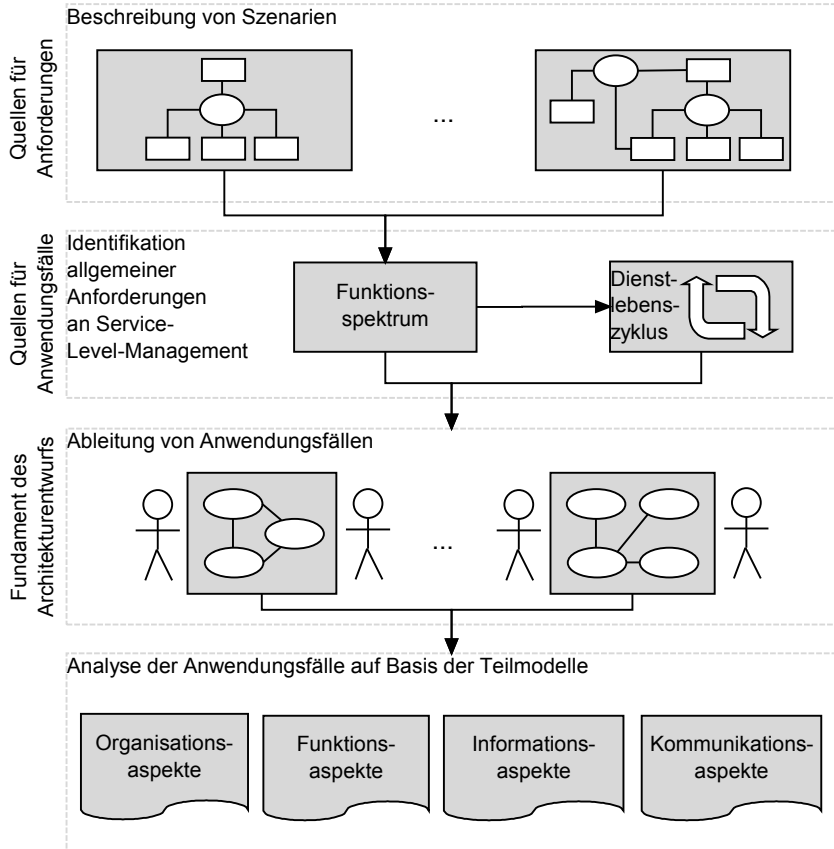 Beschreibung von Szenarien
Quellen für
Anforderungen
...
Quellen für
Anwendungsfälle
Identifikation
allgemeiner
Anforderungen
an Service-
Level-Management
Funktions-
spektrum
Dienst-
lebens-
zyklus
Fundament des
Architekturentwurfs
Ableitung von Anwendungsfällen
...
Analyse der Anwendungsfälle auf Basis der Teilmodelle
Organisations-
aspekte
Funktions-
aspekte
Informations-
aspekte
Kommunikations-
aspekte